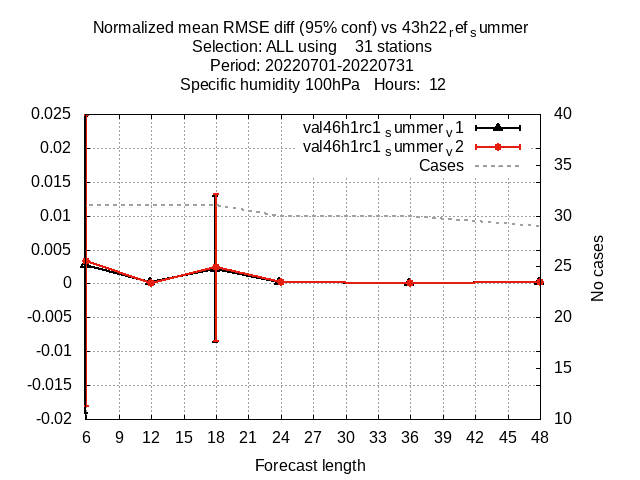 Normalized mean RMSE diff (95% conf) vs 43h22refsummer
Selection: ALL using    31 stations
Period: 20220701-20220731
Specific humidity 100hPa   Hours:  12
val46h1rc1summerv1
val46h1rc1summerv2
Cases
0.025
0.02
0.015
0.01
0.005
0
-0.005
-0.01
-0.015
-0.02
40
35
30
25
20
15
10
No cases
6 9 12 15 18 21 24 27 30 33 36 39 42 45 48
Forecast length